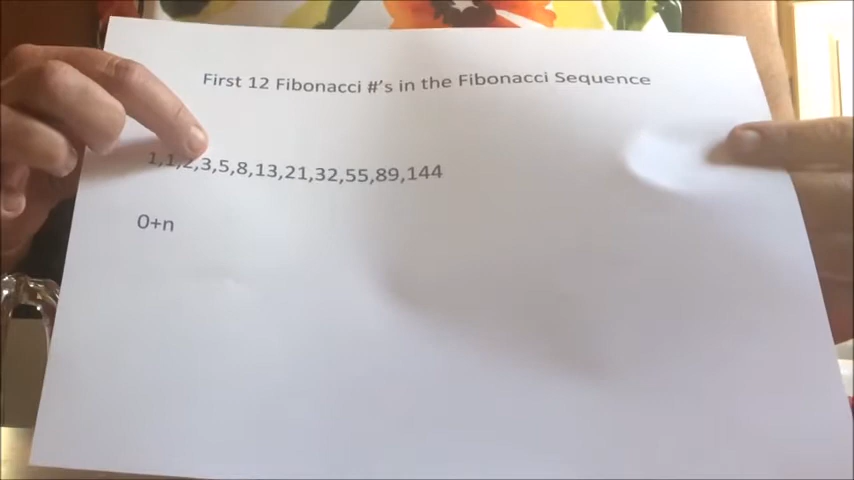 First 12 Fibonacci #'s in the Fibonacci Sequence
1,1,2,3,5,8,13,21,32,55,89,144
0+n